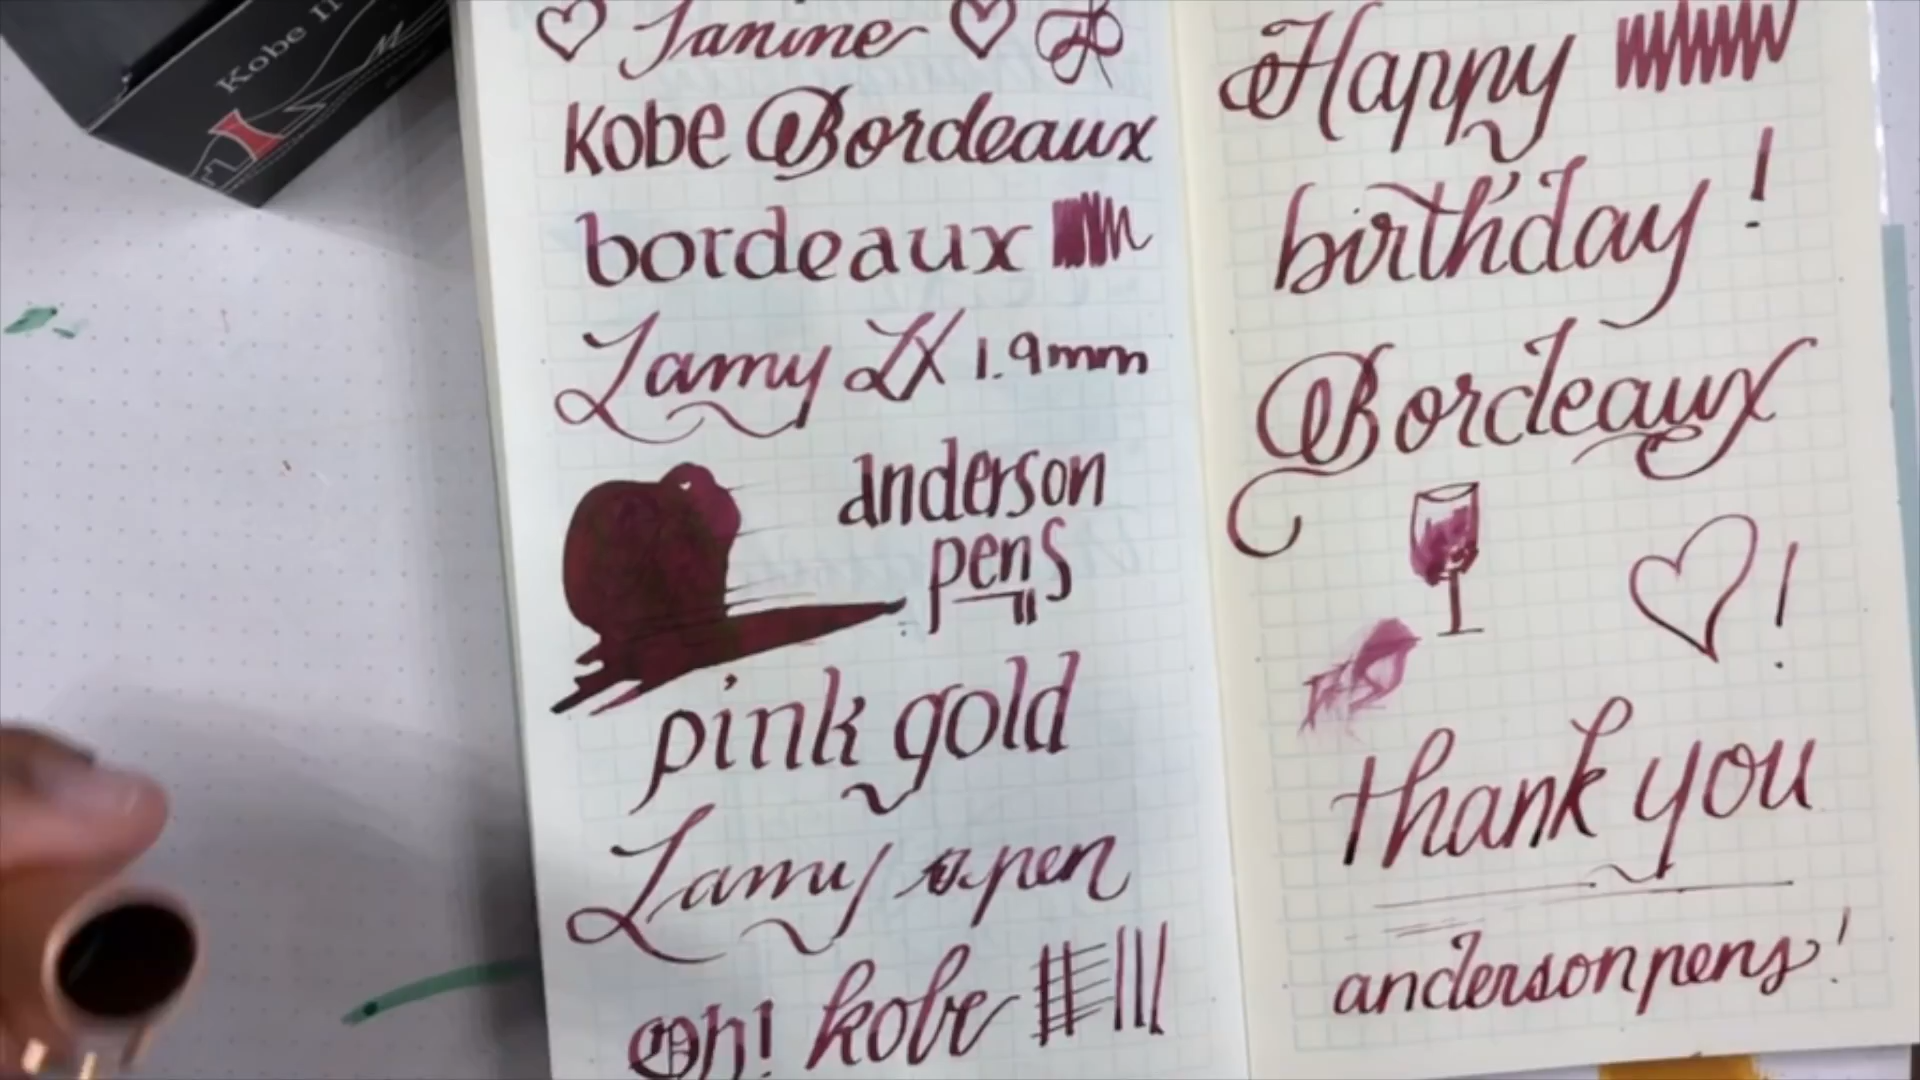 Kobe
Janine
Kobe Bordeaux
bordeaux
Lamy LX 1.9mm
anderson
pens
pink gold
Lamy
pen
Oh! kobe
Happy
birthday!
Bordeaux
!
thank you
andersonpens!